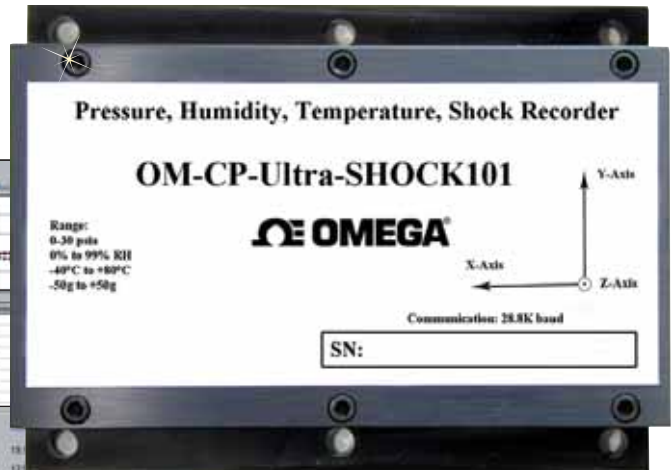 Pressure, Humidity, Temperature, Shock Recorder
OM-CP-Ultra-SHOCK101
Y-Axis
OMEGA®
Range:
0-30 psia
0% to 99% RH
-40°C to +80°C
-50g to +50g
X-Axis
Z-Axis
Communication: 28.8K baud
SN: